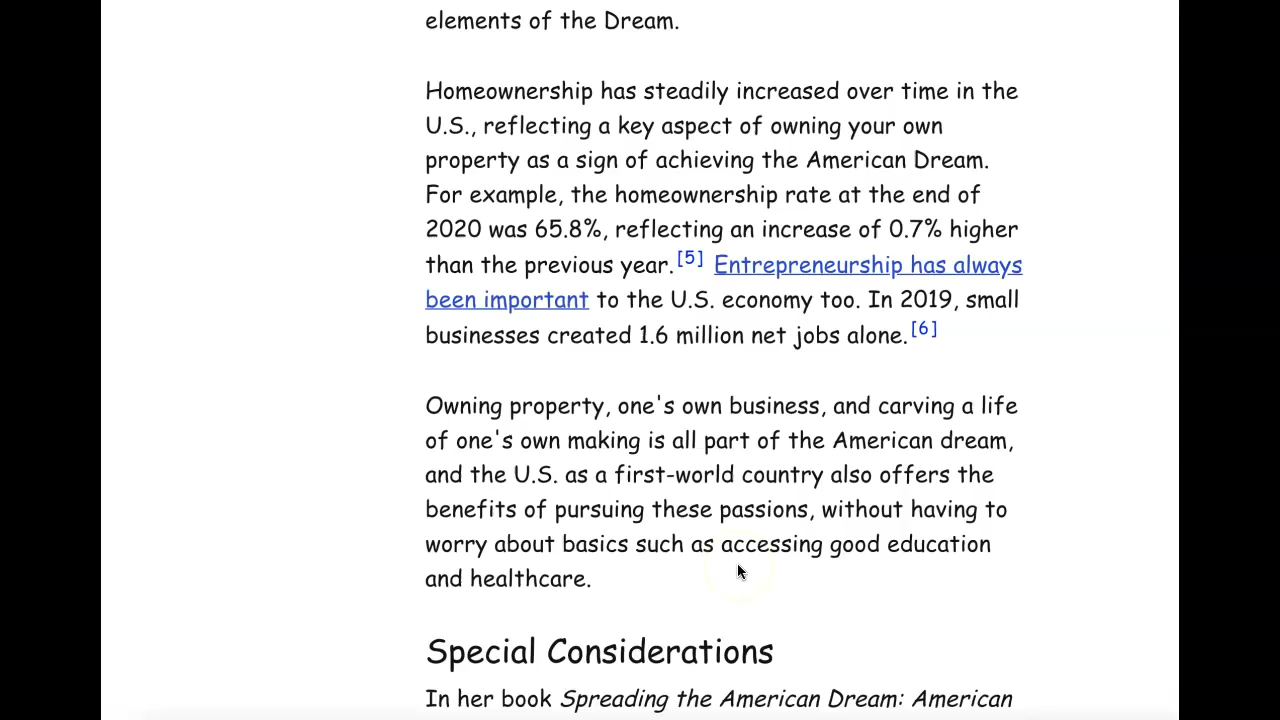 elements of the Dream.
Homeownership has steadily increased over time in the
U.S., reflecting a key aspect of owning your own
property as a sign of achieving the American Dream.
For example, the homeownership rate at the end of
2020 was 65.8%, reflecting an increase of 0.7% higher
than the previous year.[5] Entrepreneurship has always
been important to the U.S. economy too. In 2019, small
businesses created 1.6 million net jobs alone.[6]
Owning property, one's own business, and carving a life
of one's own making is all part of the American dream,
and the U.S. as a first-world country also offers the
benefits of pursuing these passions, without having to
worry about basics such as accessing good education
and healthcare.
Special Considerations
In her book Spreading the American Dream: American